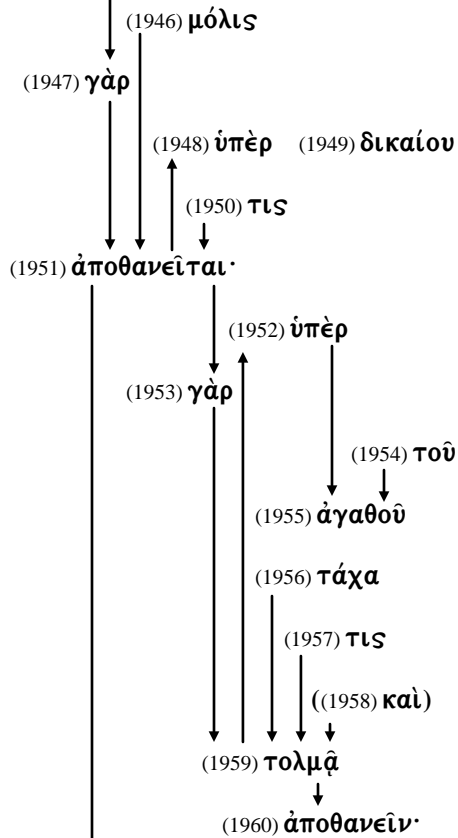 (1946) μόλις
(1947) γὰρ
(1948) ὑπὲρ (1949) δικαίου
(1950) τις
(1951) ἀποθανεῖται·
(1952) ὑπὲρ
(1953) γὰρ
(1954) τοῦ
(1955) ἀγαθοῦ
(1956) τάχα
(1957) τις
((1958) καὶ)
(1959) τολμᾷ
(1960) ἀποθανεῖν·